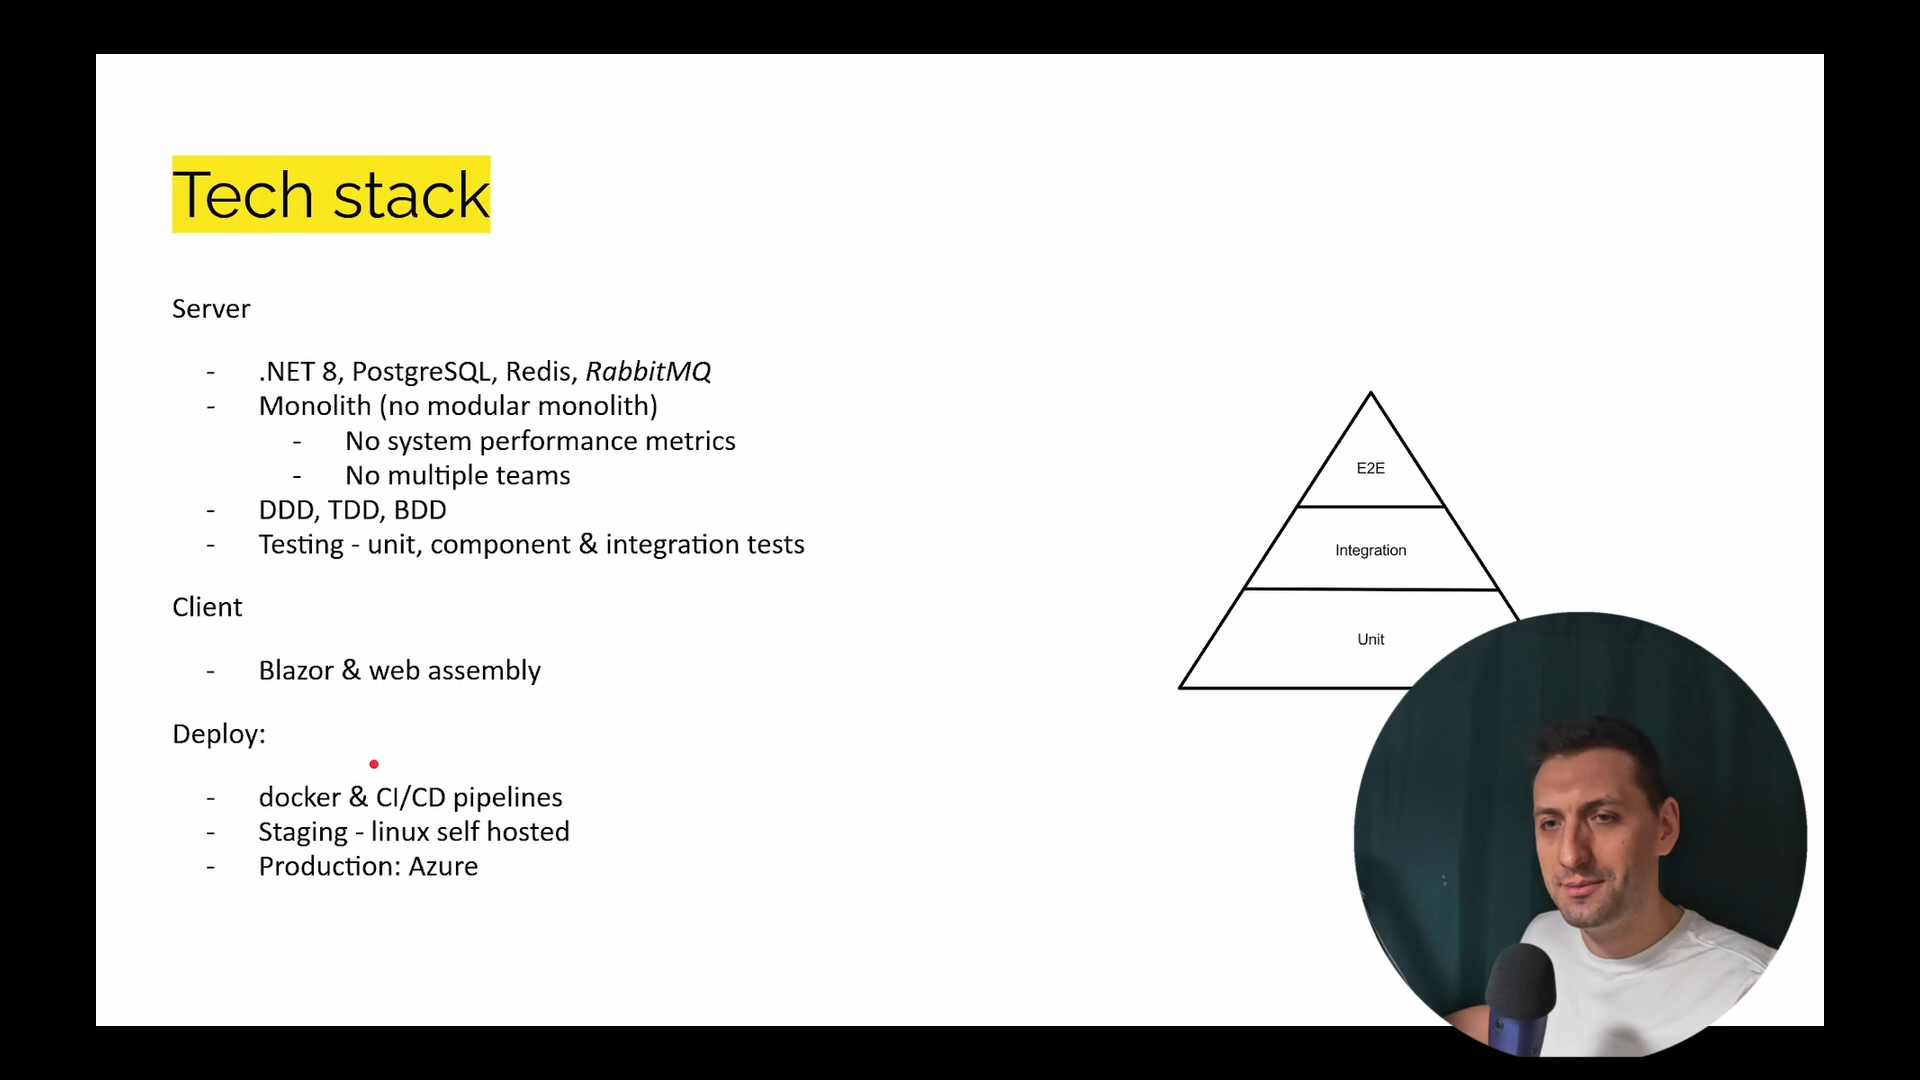 Tech stack
Server
- .NET 8, PostgreSQL, Redis, RabbitMQ
- Monolith (no modular monolith)
- No system performance metrics
- No multiple teams
- DDD, TDD, BDD
- Testing - unit, component & integration tests
Client
- Blazor & web assembly
Deploy:
- docker & CI/CD pipelines
- Staging - linux self hosted
- Production: Azure
E2E
Integration
Unit